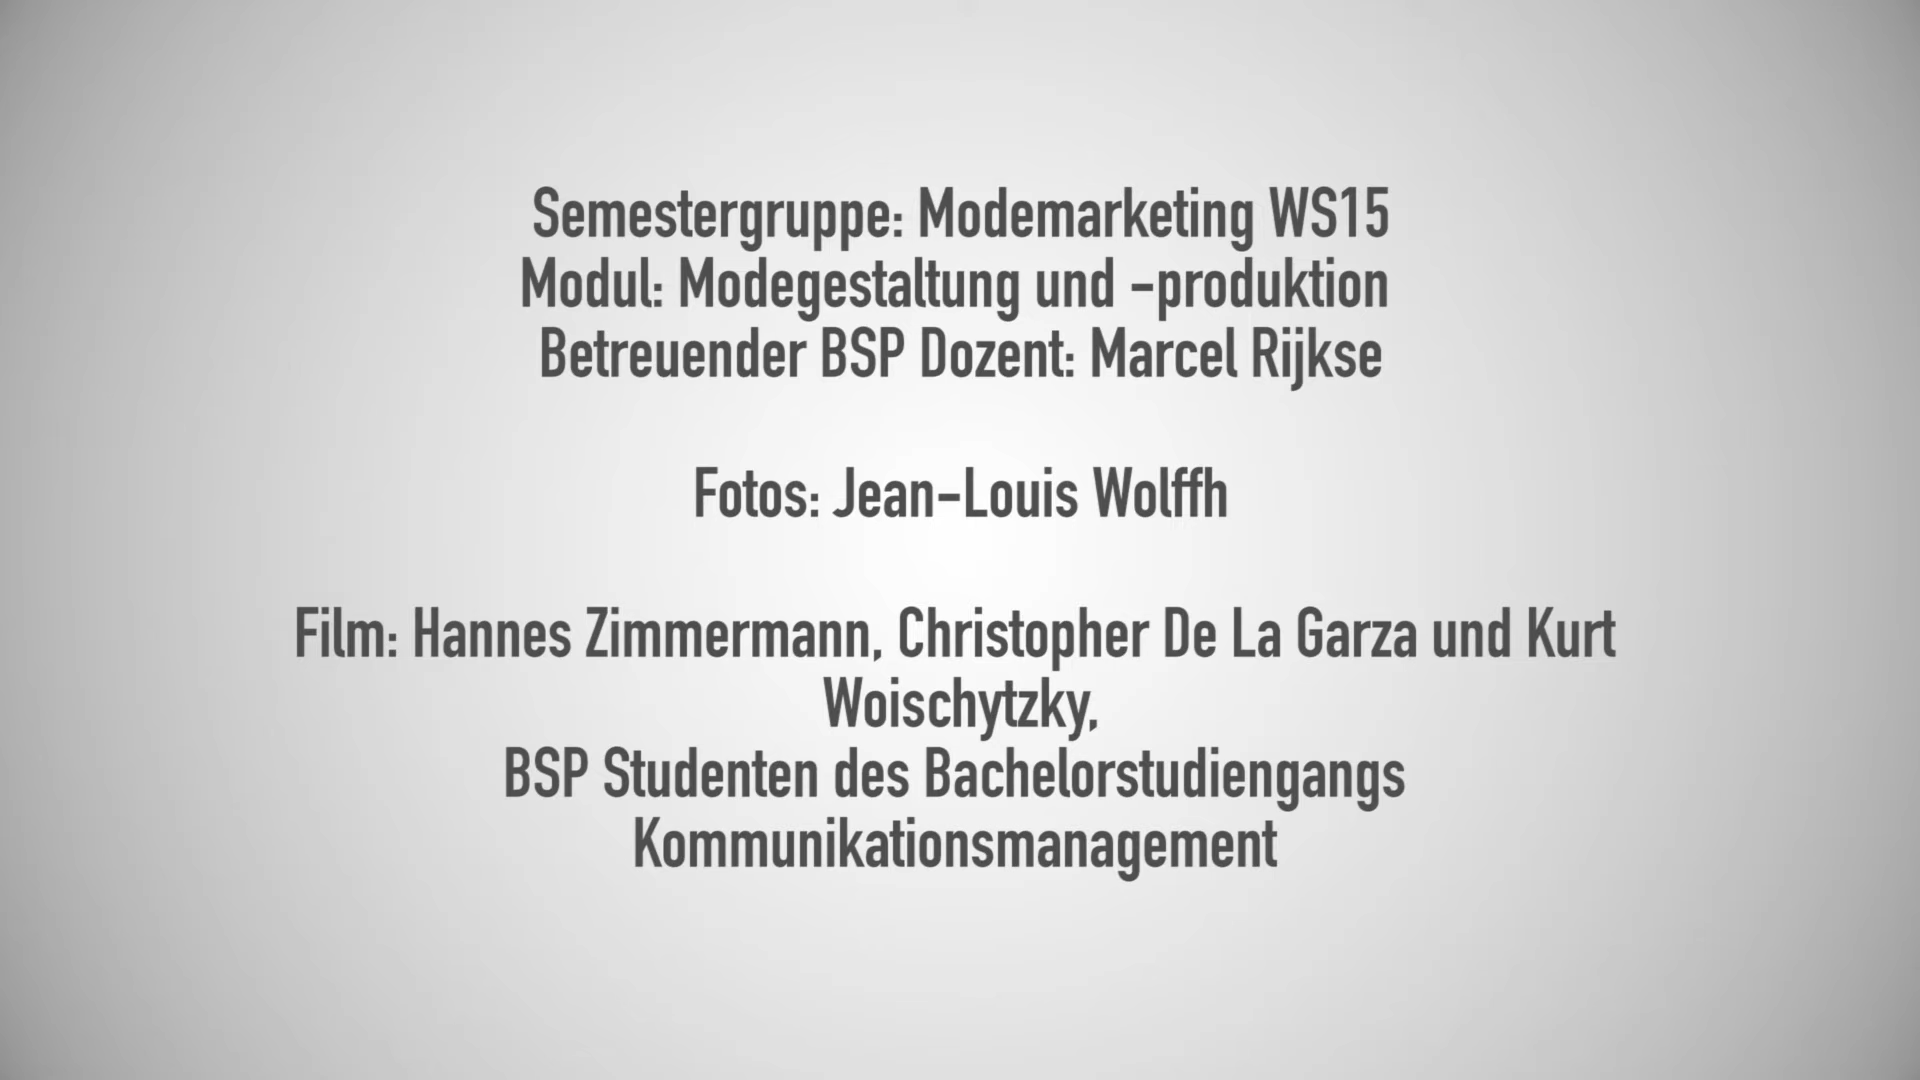 Semestergruppe: Modemarketing WS15
Modul: Modegestaltung und -produktion
Betreuender BSP Dozent: Marcel Rijkse
Fotos: Jean-Louis Wolffh
Film: Hannes Zimmermann, Christopher De La Garza und Kurt
Woischytzky,
BSP Studenten des Bachelorstudiengangs
Kommunikationsmanagement